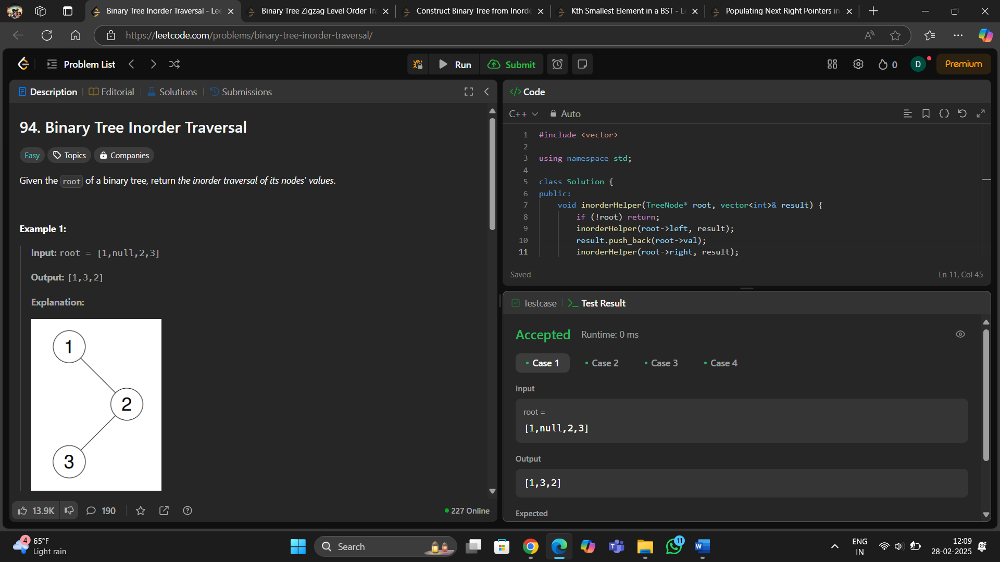 Binary Tree Inorder Traversal - Lee
Binary Tree Zigzag Level Order Tra
Construct Binary Tree from Inorde
Kth Smallest Element in a BST - Le
Populating Next Right Pointers in
https://leetcode.com/problems/binary-tree-inorder-traversal/
Problem List
Run
Submit
0
D
Premium
Description
Editorial
Solutions
Submissions
94. Binary Tree Inorder Traversal
Easy
Topics
Companies
Given the root of a binary tree, return the inorder traversal of its nodes' values.
Example 1:
Input: root = [1,null,2,3]
Output: [1,3,2]
Explanation:
1
2
3
13.9K
190
227 Online
</> Code
C++
Auto
1 #include <vector>
2
3 using namespace std;
4
5 class Solution {
6 public:
7 void inorderHelper(TreeNode* root, vector<int>& result) {
8 if (!root) return;
9 inorderHelper(root->left, result);
10 result.push_back(root->val);
11 inorderHelper(root->right, result);
Saved
Ln 11, Col 45
Testcase
>_ Test Result
Accepted
Runtime: 0 ms
Case 1
Case 2
Case 3
Case 4
Input
root =
[1,null,2,3]
Output
[1,3,2]
Expected
4
65°F
Light rain
Search
11
ENG
IN
12:09
28-02-2025